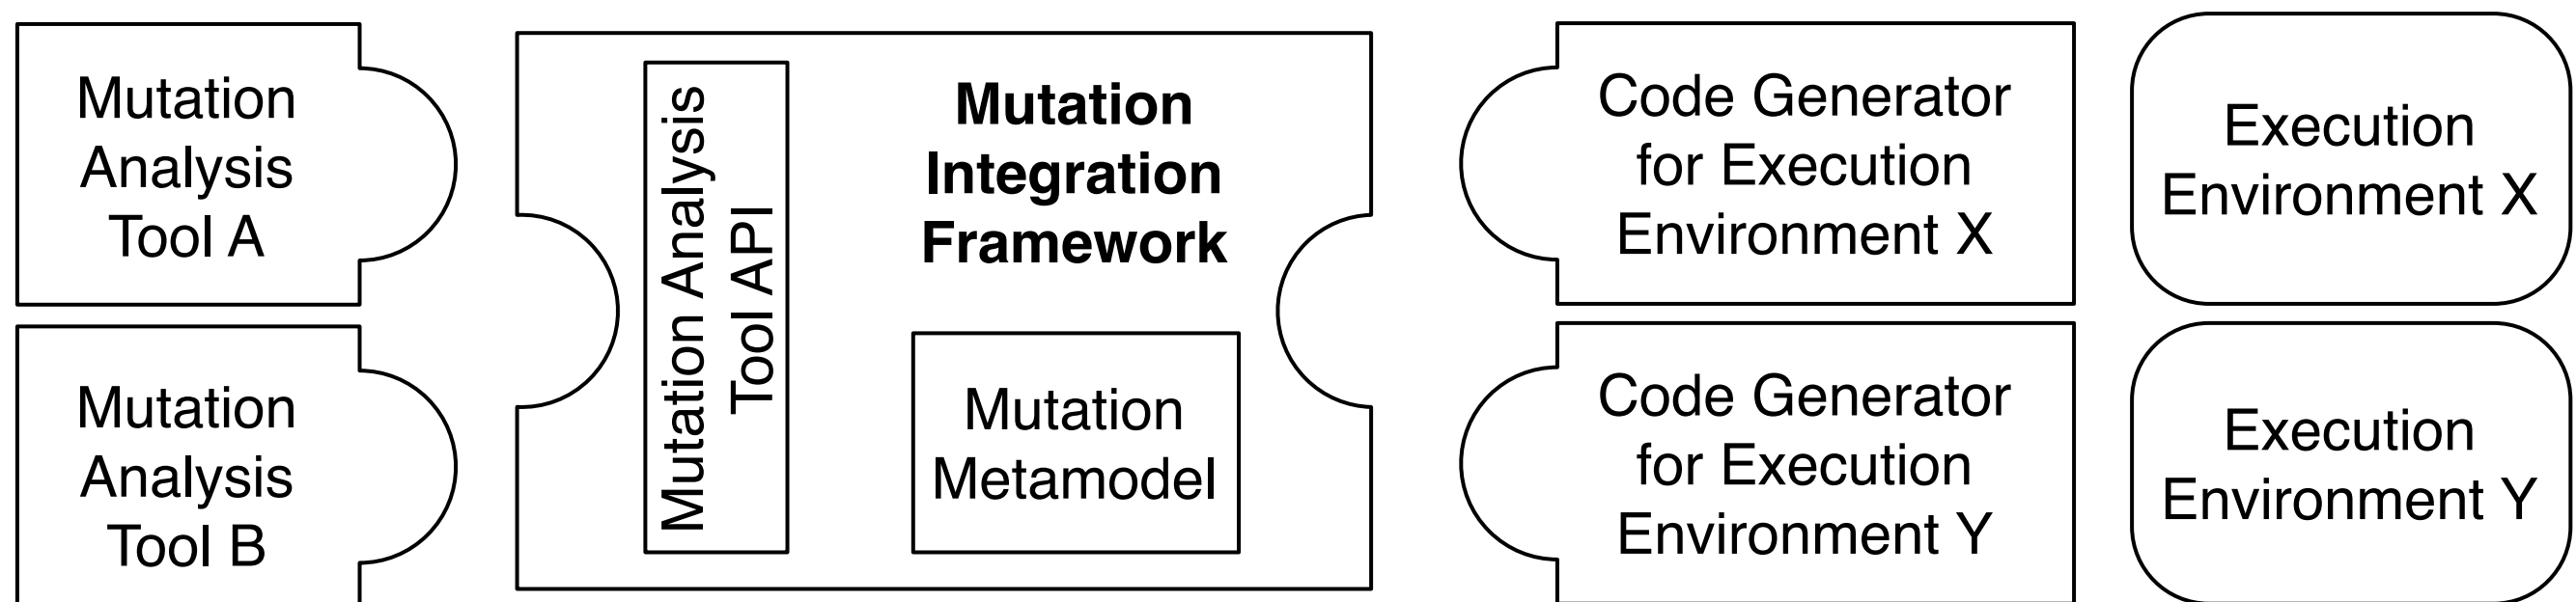 Mutation
Analysis
Tool A
Mutation
Analysis
Tool B
Mutation Analysis
Tool API
Mutation
Integration
Framework
Mutation
Metamodel
Code Generator
for Execution
Environment X
Code Generator
for Execution
Environment Y
Execution
Environment X
Execution
Environment Y